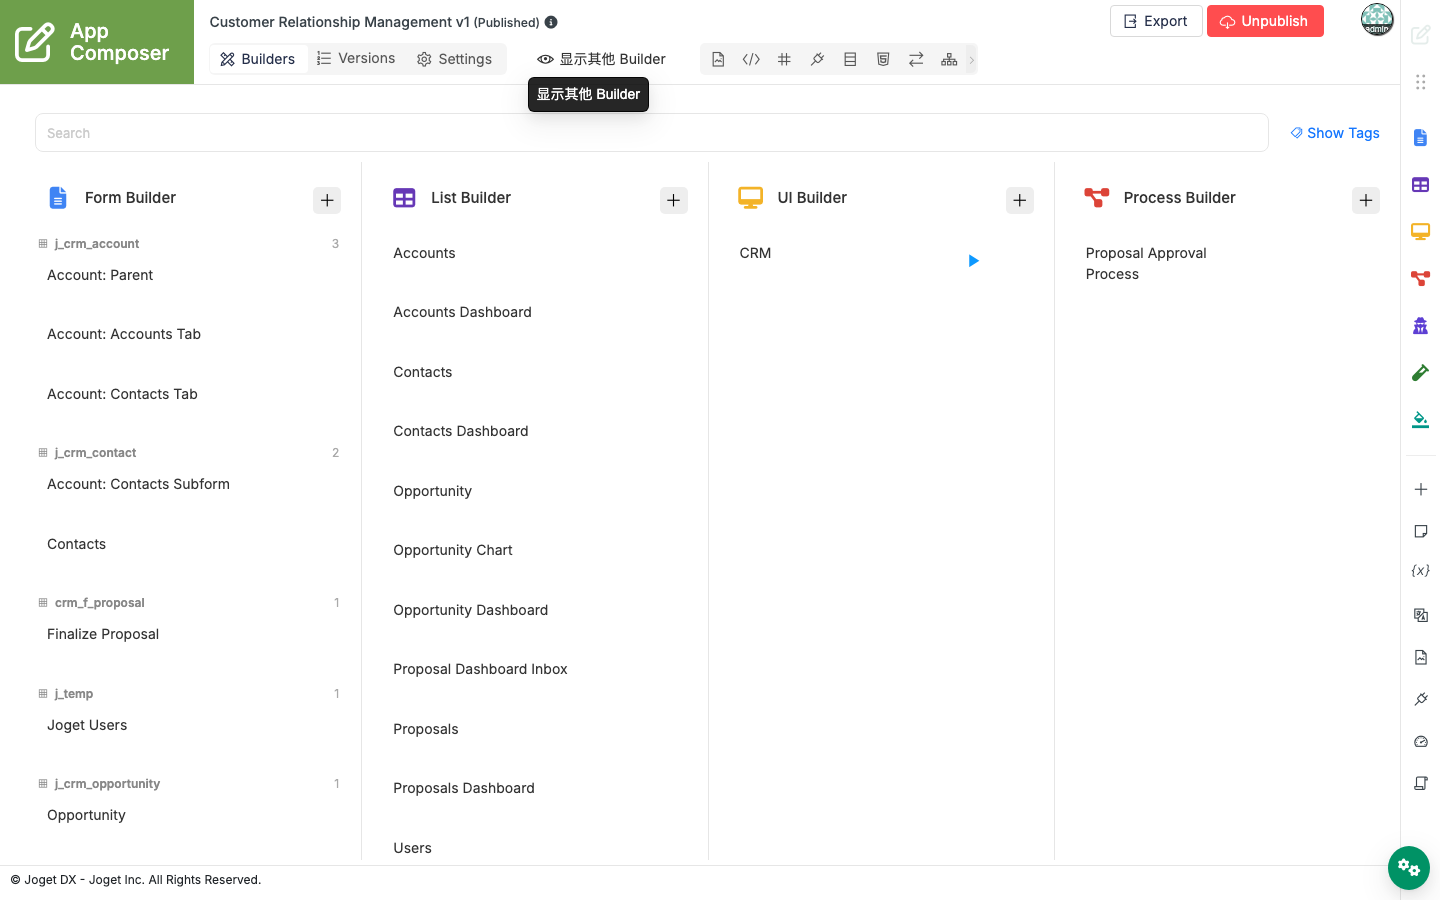 App
Composer
Customer Relationship Management v1 (Published)
Export
Unpublish
admin
Builders
Versions
Settings
显示其他 Builder
显示其他 Builder
Search
Show Tags
Form Builder
j_crm_account 3
Account: Parent
Account: Accounts Tab
Account: Contacts Tab
j_crm_contact 2
Account: Contacts Subform
Contacts
crm_f_proposal 1
Finalize Proposal
j_temp 1
Joget Users
j_crm_opportunity 1
Opportunity
List Builder
Accounts
Accounts Dashboard
Contacts
Contacts Dashboard
Opportunity
Opportunity Chart
Opportunity Dashboard
Proposal Dashboard Inbox
Proposals
Proposals Dashboard
Users
UI Builder
CRM
Process Builder
Proposal Approval
Process
{x}
© Joget DX - Joget Inc. All Rights Reserved.